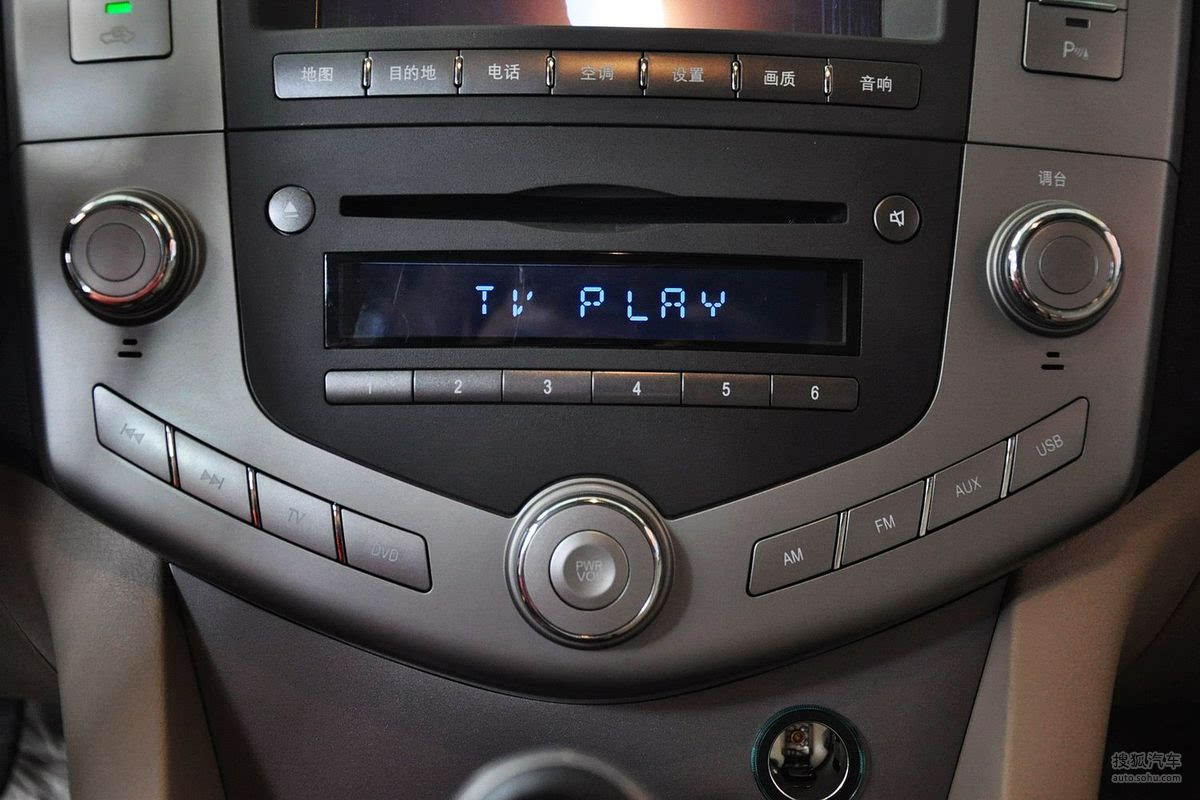 地图 目的地 电话 空调 设置 画质 音响
P
调台
TV PLAY
1 2 3 4 5 6
TV DVD
PWR
VOL
AM FM AUX USB
搜狐汽车
auto.sohu.com